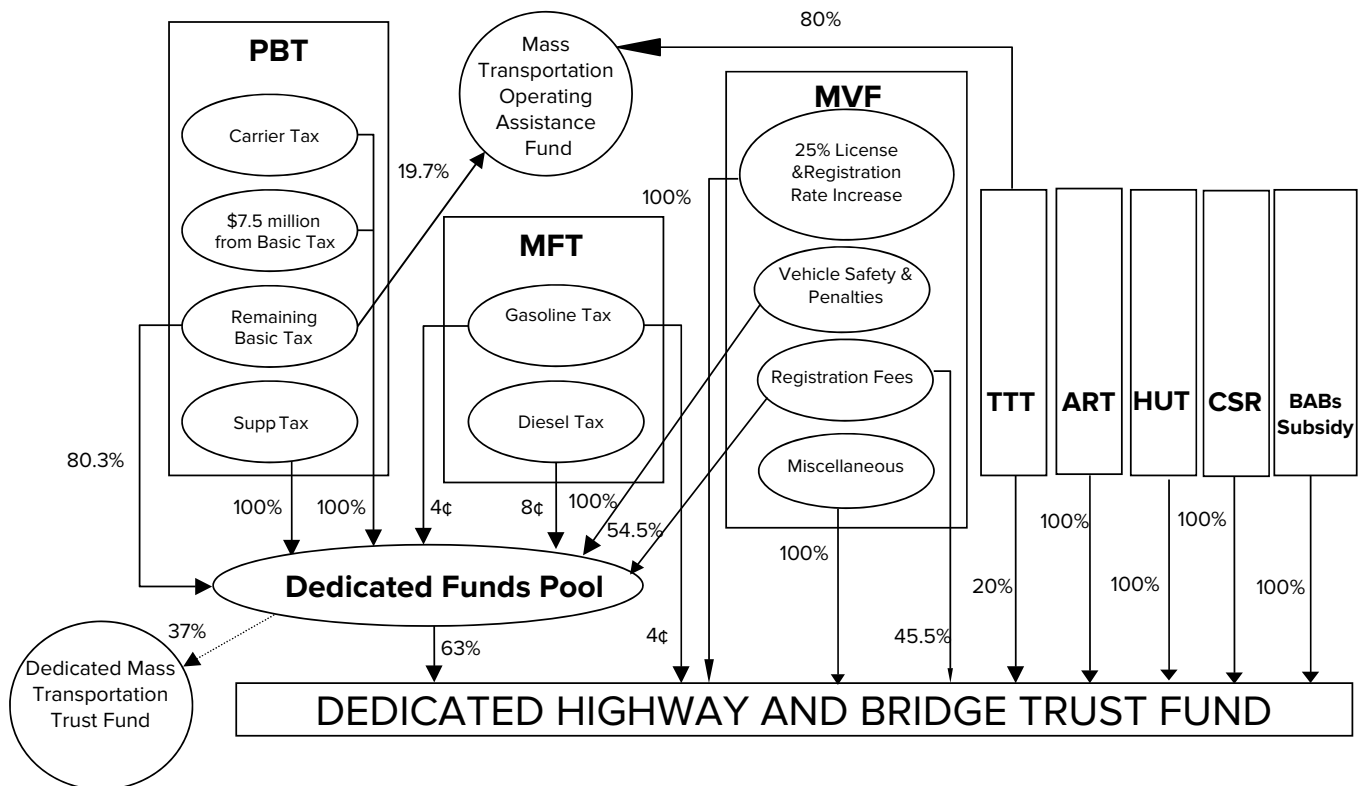 80%
PBT
Mass
Transportation
Operating
Assistance
Fund
MVF
Carrier Tax
19.7%
25% License
&Registration
Rate Increase
100%
$7.5 million
from Basic Tax
MFT
Vehicle Safety &
Penalties
Remaining
Basic Tax
Gasoline Tax
Registration Fees
TTT
ART
HUT
CSR
BABs
Subsidy
Supp Tax
Diesel Tax
80.3%
Miscellaneous
100%
100%
4¢
8¢
100%
54.5%
100%
100%
100%
20%
100%
100%
Dedicated Funds Pool
37%
63%
4¢
45.5%
Dedicated Mass
Transportation
Trust Fund
DEDICATED HIGHWAY AND BRIDGE TRUST FUND